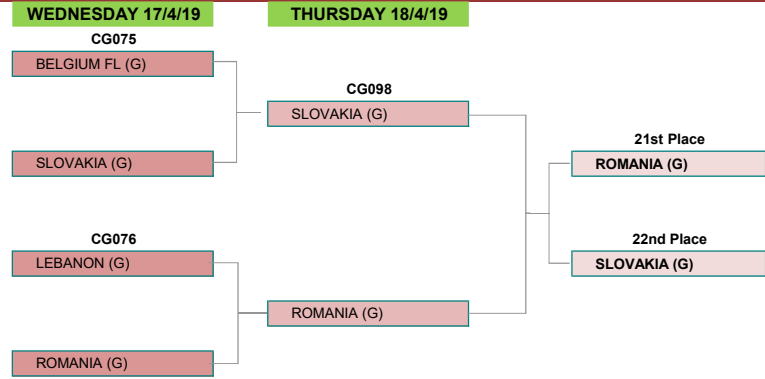 WEDNESDAY 17/4/19
THURSDAY 18/4/19
CG075
BELGIUM FL (G)
CG098
SLOVAKIA (G)
21st Place
SLOVAKIA (G)
ROMANIA (G)
CG076
22nd Place
LEBANON (G)
SLOVAKIA (G)
ROMANIA (G)
ROMANIA (G)